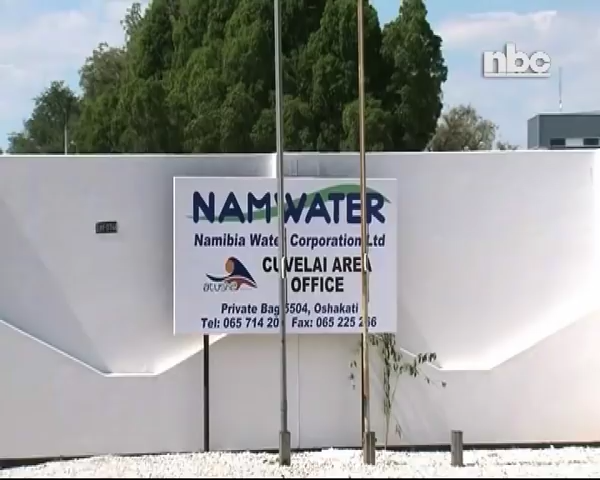 nbc
NAMWATER
Namibia Water Corporation Ltd
CUVELAI AREA
OFFICE
Private Bag 5504, Oshakati
Tel: 065 714 Fax: 065 225